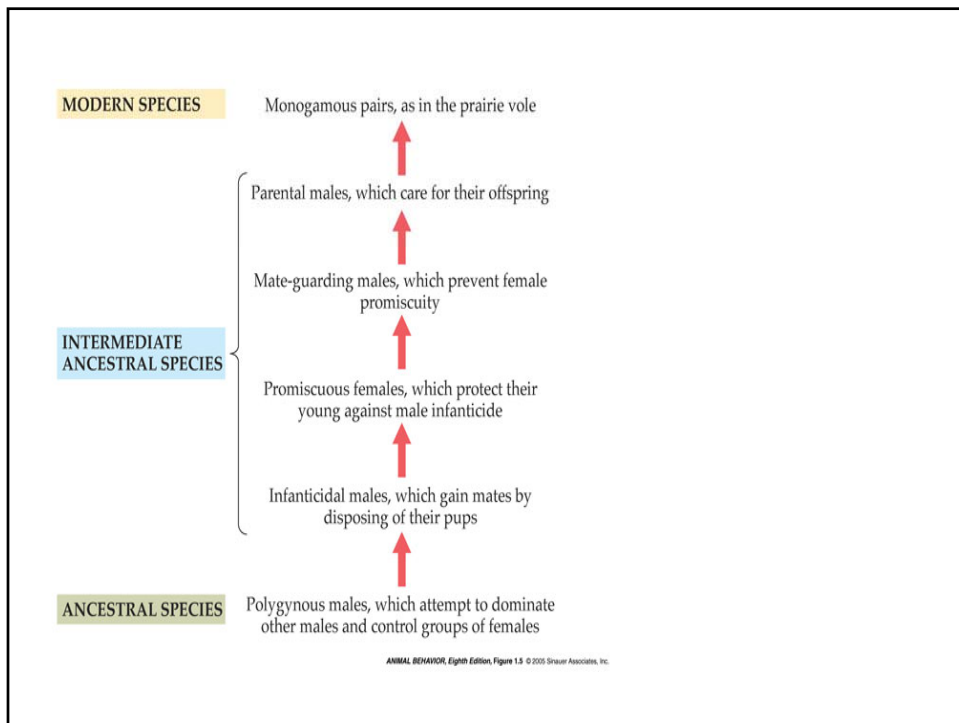 MODERN SPECIES
Monogamous pairs, as in the prairie vole
Parental males, which care for their offspring
Mate-guarding males, which prevent female
promiscuity
INTERMEDIATE
ANCESTRAL SPECIES
Promiscuous females, which protect their
young against male infanticide
Infanticidal males, which gain mates by
disposing of their pups
ANCESTRAL SPECIES
Polygynous males, which attempt to dominate
other males and control groups of females
ANIMAL BEHAVIOR, Eighth Edition, Figure 1.5 © 2005 Sinauer Associates, Inc.